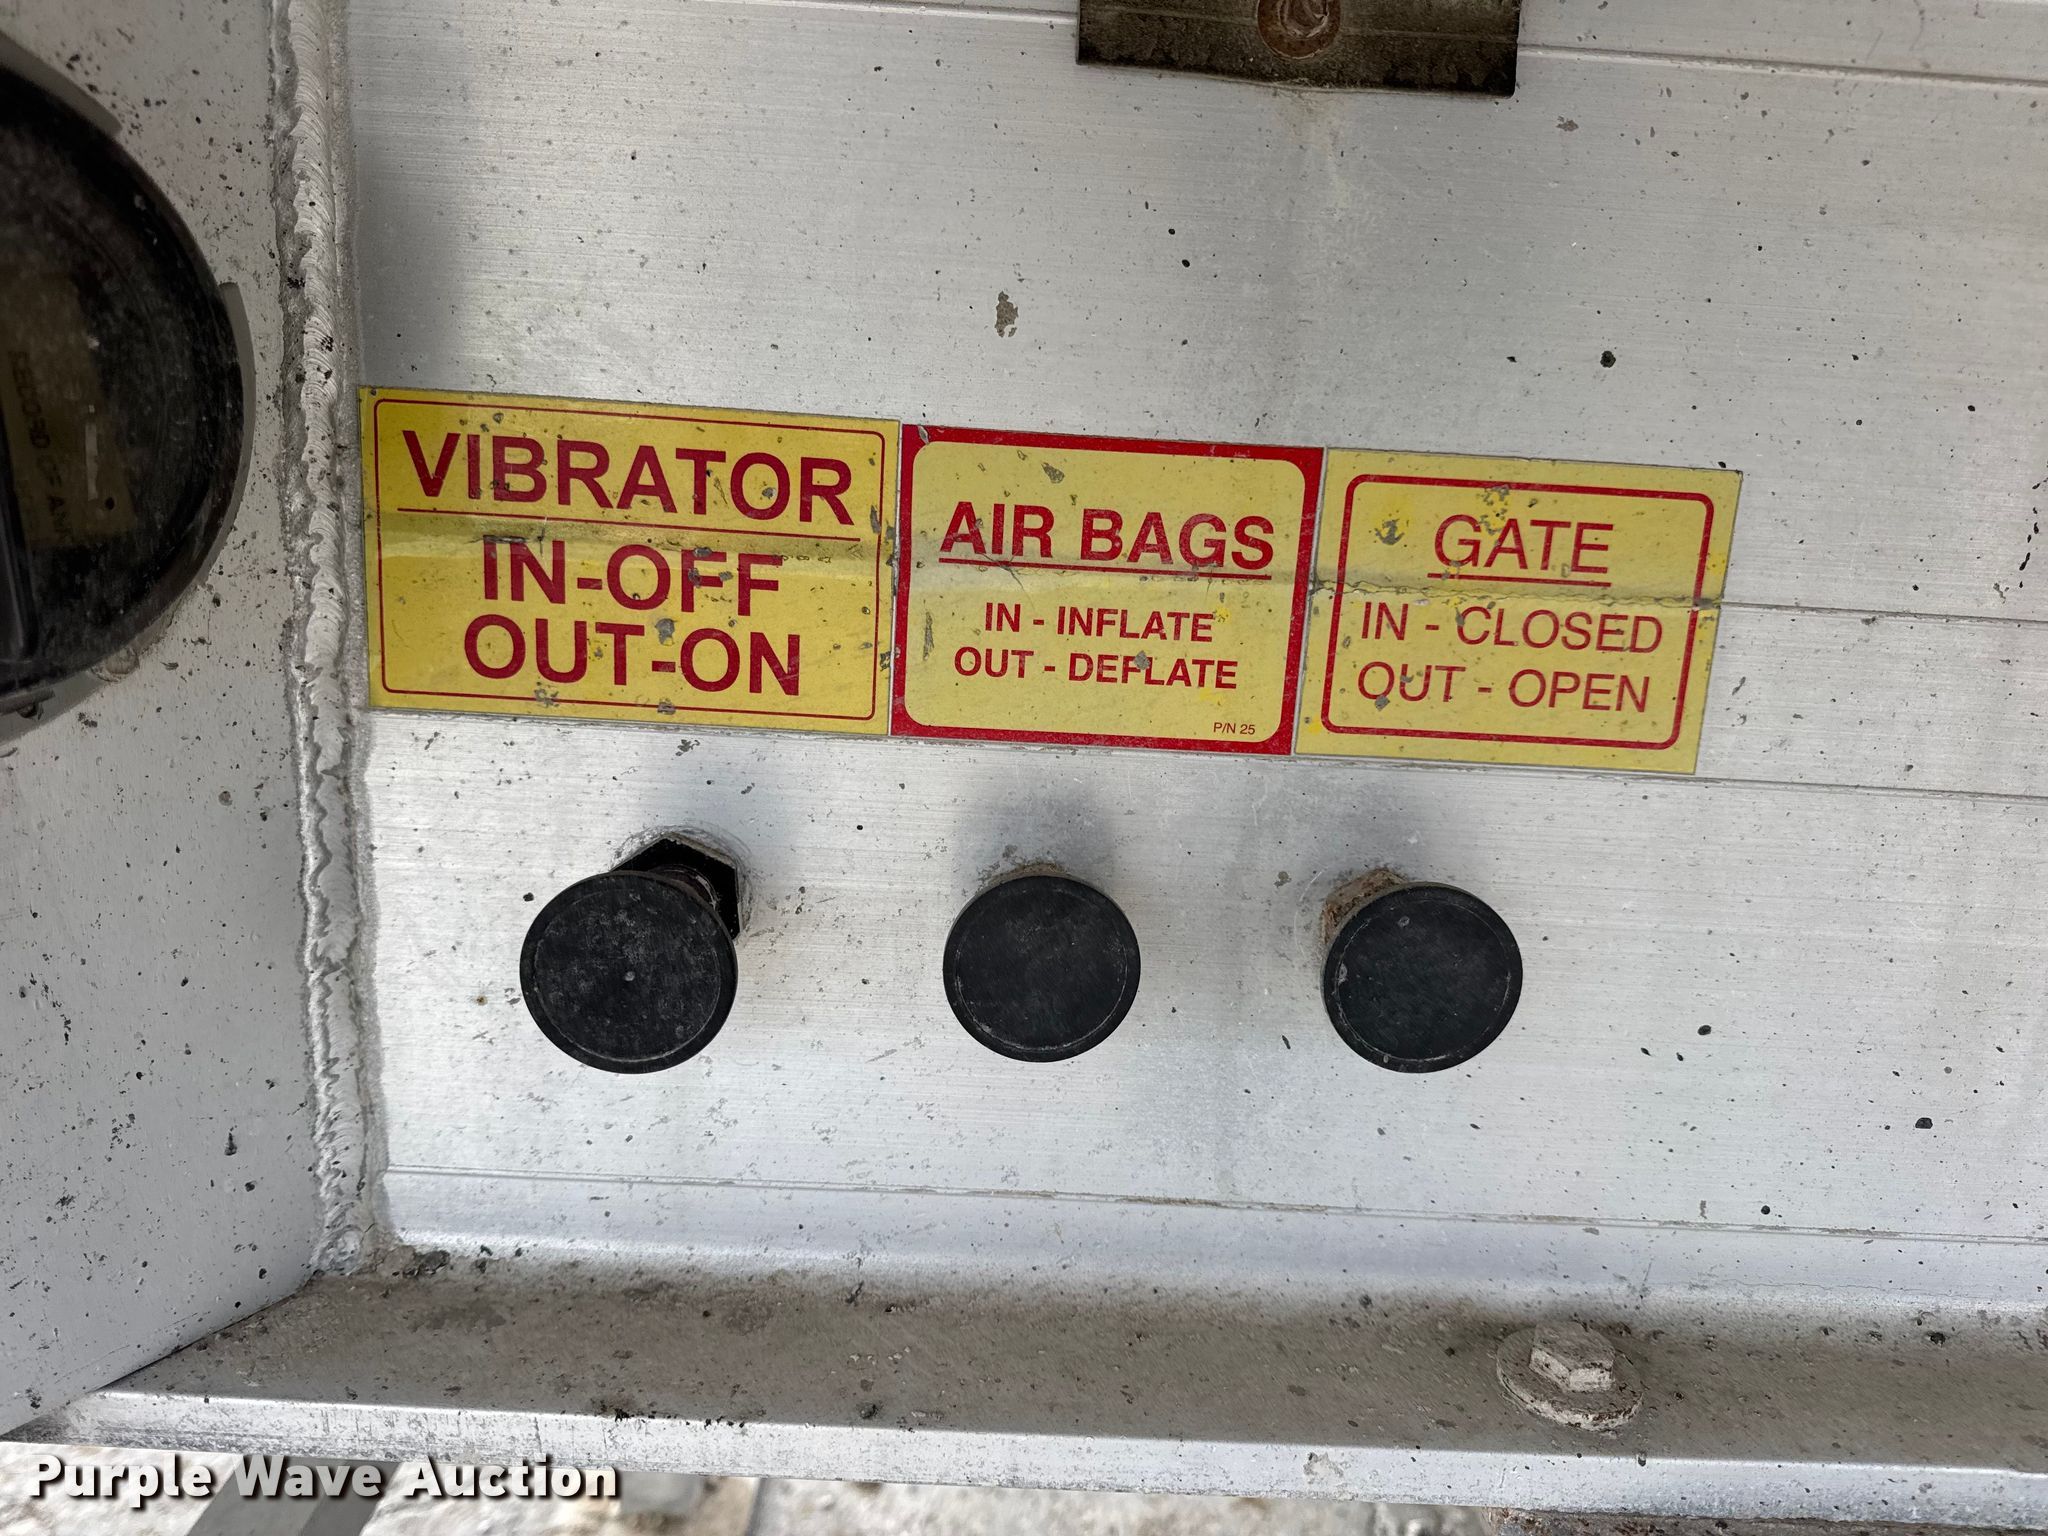 VIBRATOR
IN-OFF
OUT-ON
AIR BAGS
IN - INFLATE
OUT - DEFLATE
P/N 25
GATE
IN - CLOSED
OUT - OPEN
Purple Wave Auction